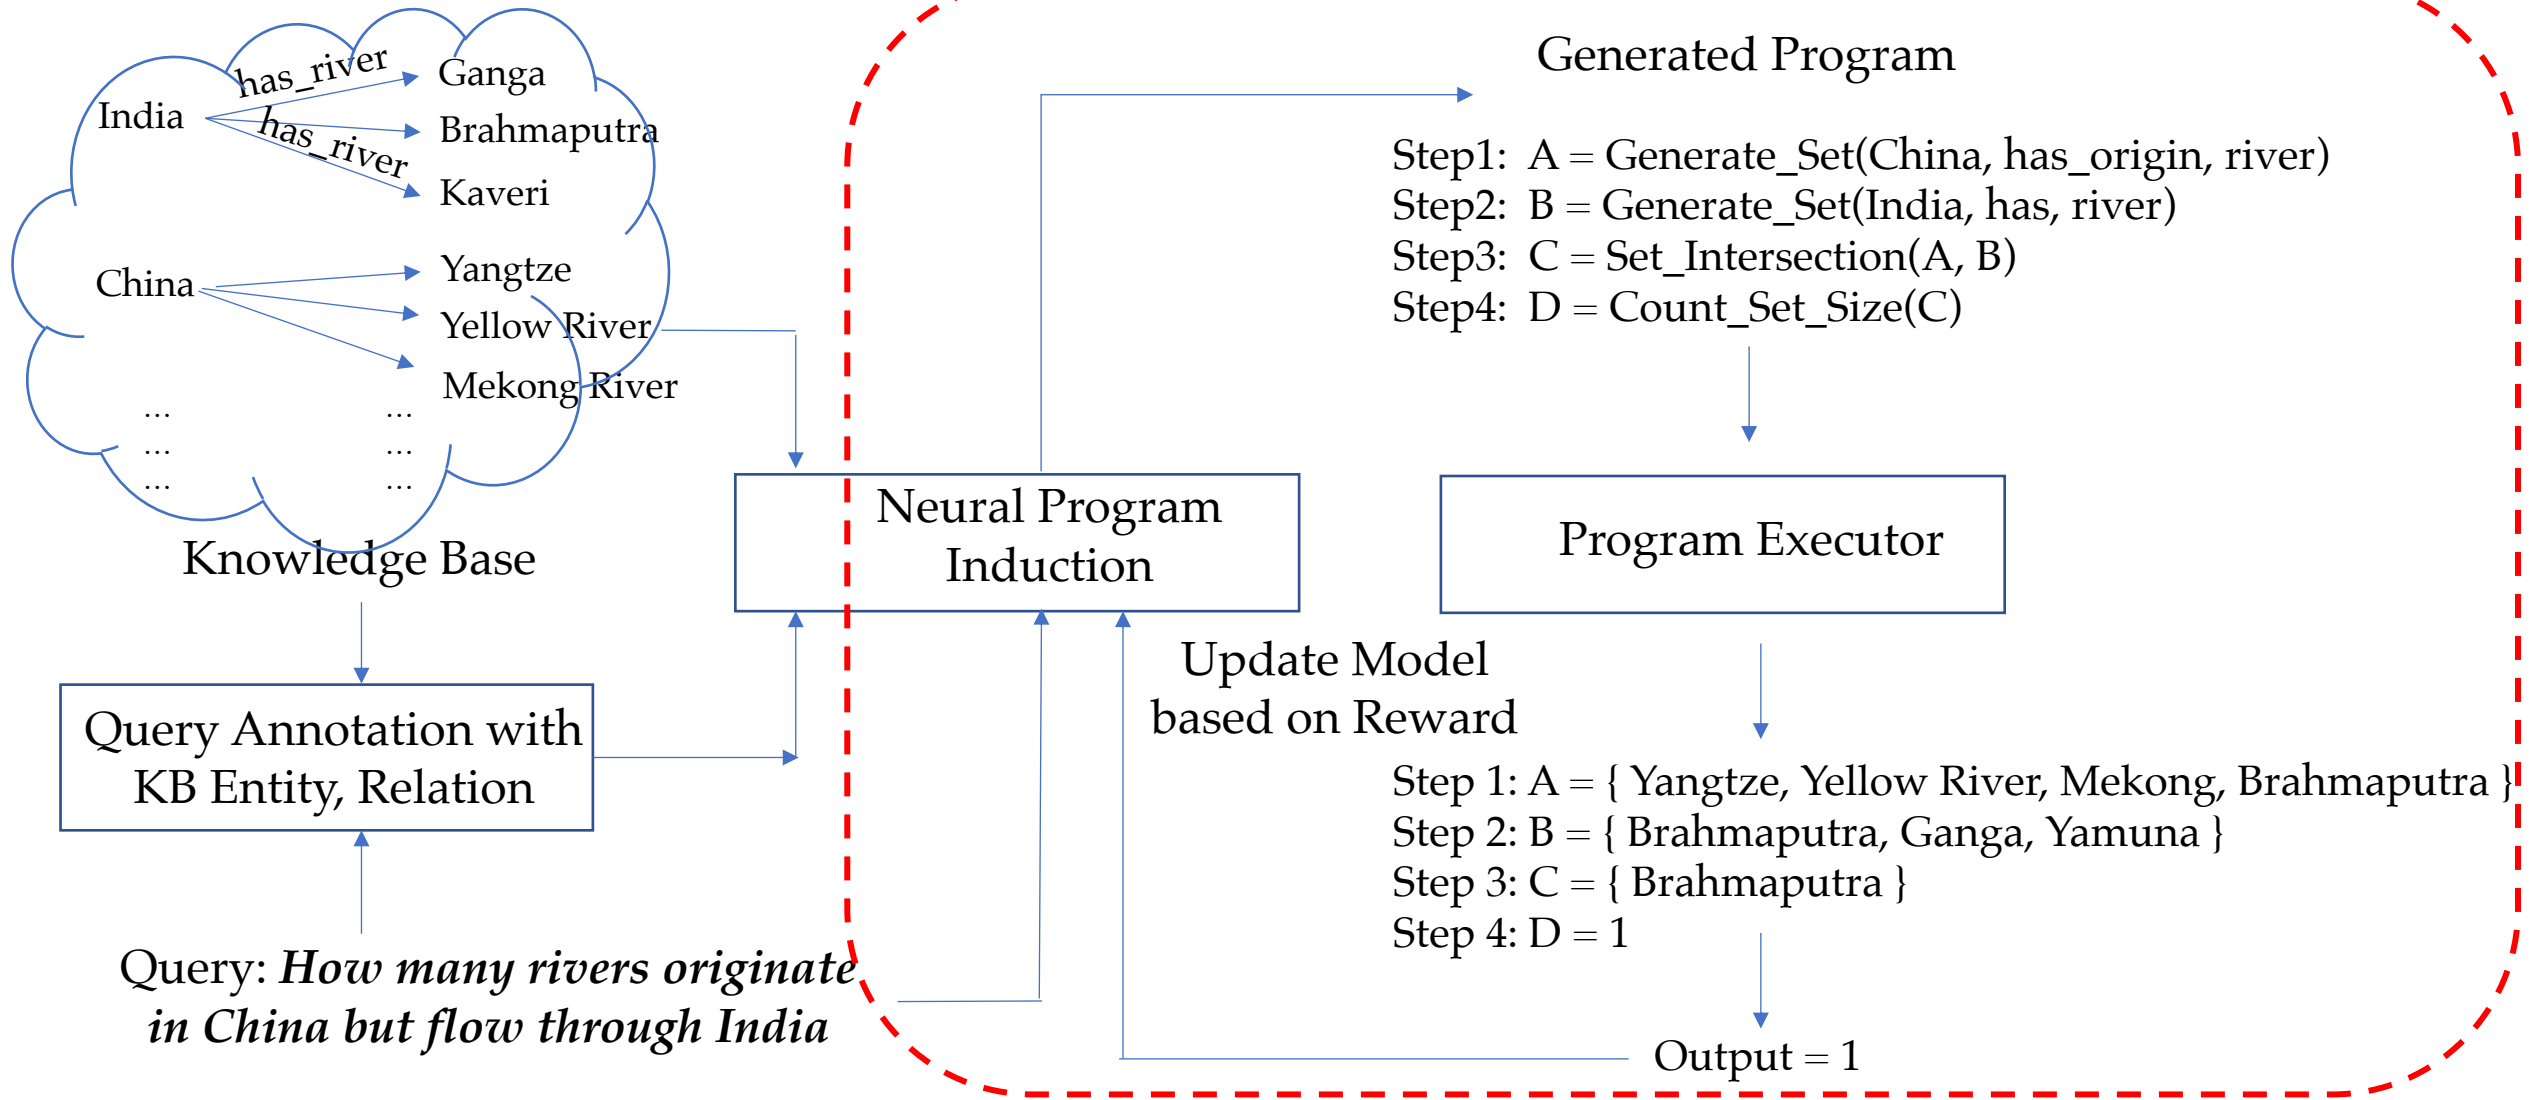 has_river
Ganga
India
has_river
Brahmaputra
Kaveri
China
Yangtze
Yellow River
Mekong River
... ...
... ...
... ...
Knowledge Base
Query Annotation with
KB Entity, Relation
Query: How many rivers originate
in China but flow through India
Neural Program
Induction
Update Model
based on Reward
Generated Program
Step1: A = Generate_Set(China, has_origin, river)
Step2: B = Generate_Set(India, has, river)
Step3: C = Set_Intersection(A, B)
Step4: D = Count_Set_Size(C)
Program Executor
Step 1: A = { Yangtze, Yellow River, Mekong, Brahmaputra }
Step 2: B = { Brahmaputra, Ganga, Yamuna }
Step 3: C = { Brahmaputra }
Step 4: D = 1
Output = 1